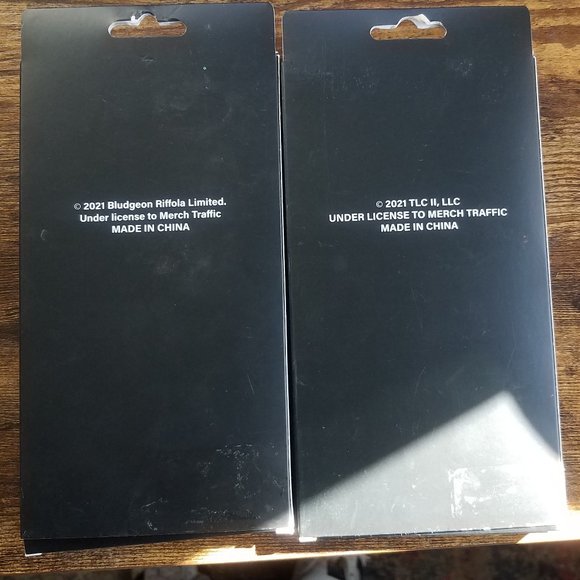 © 2021 Bludgeon Riffola Limited.
Under license to Merch Traffic
MADE IN CHINA
© 2021 TLC II, LLC
UNDER LICENSE TO MERCH TRAFFIC
MADE IN CHINA